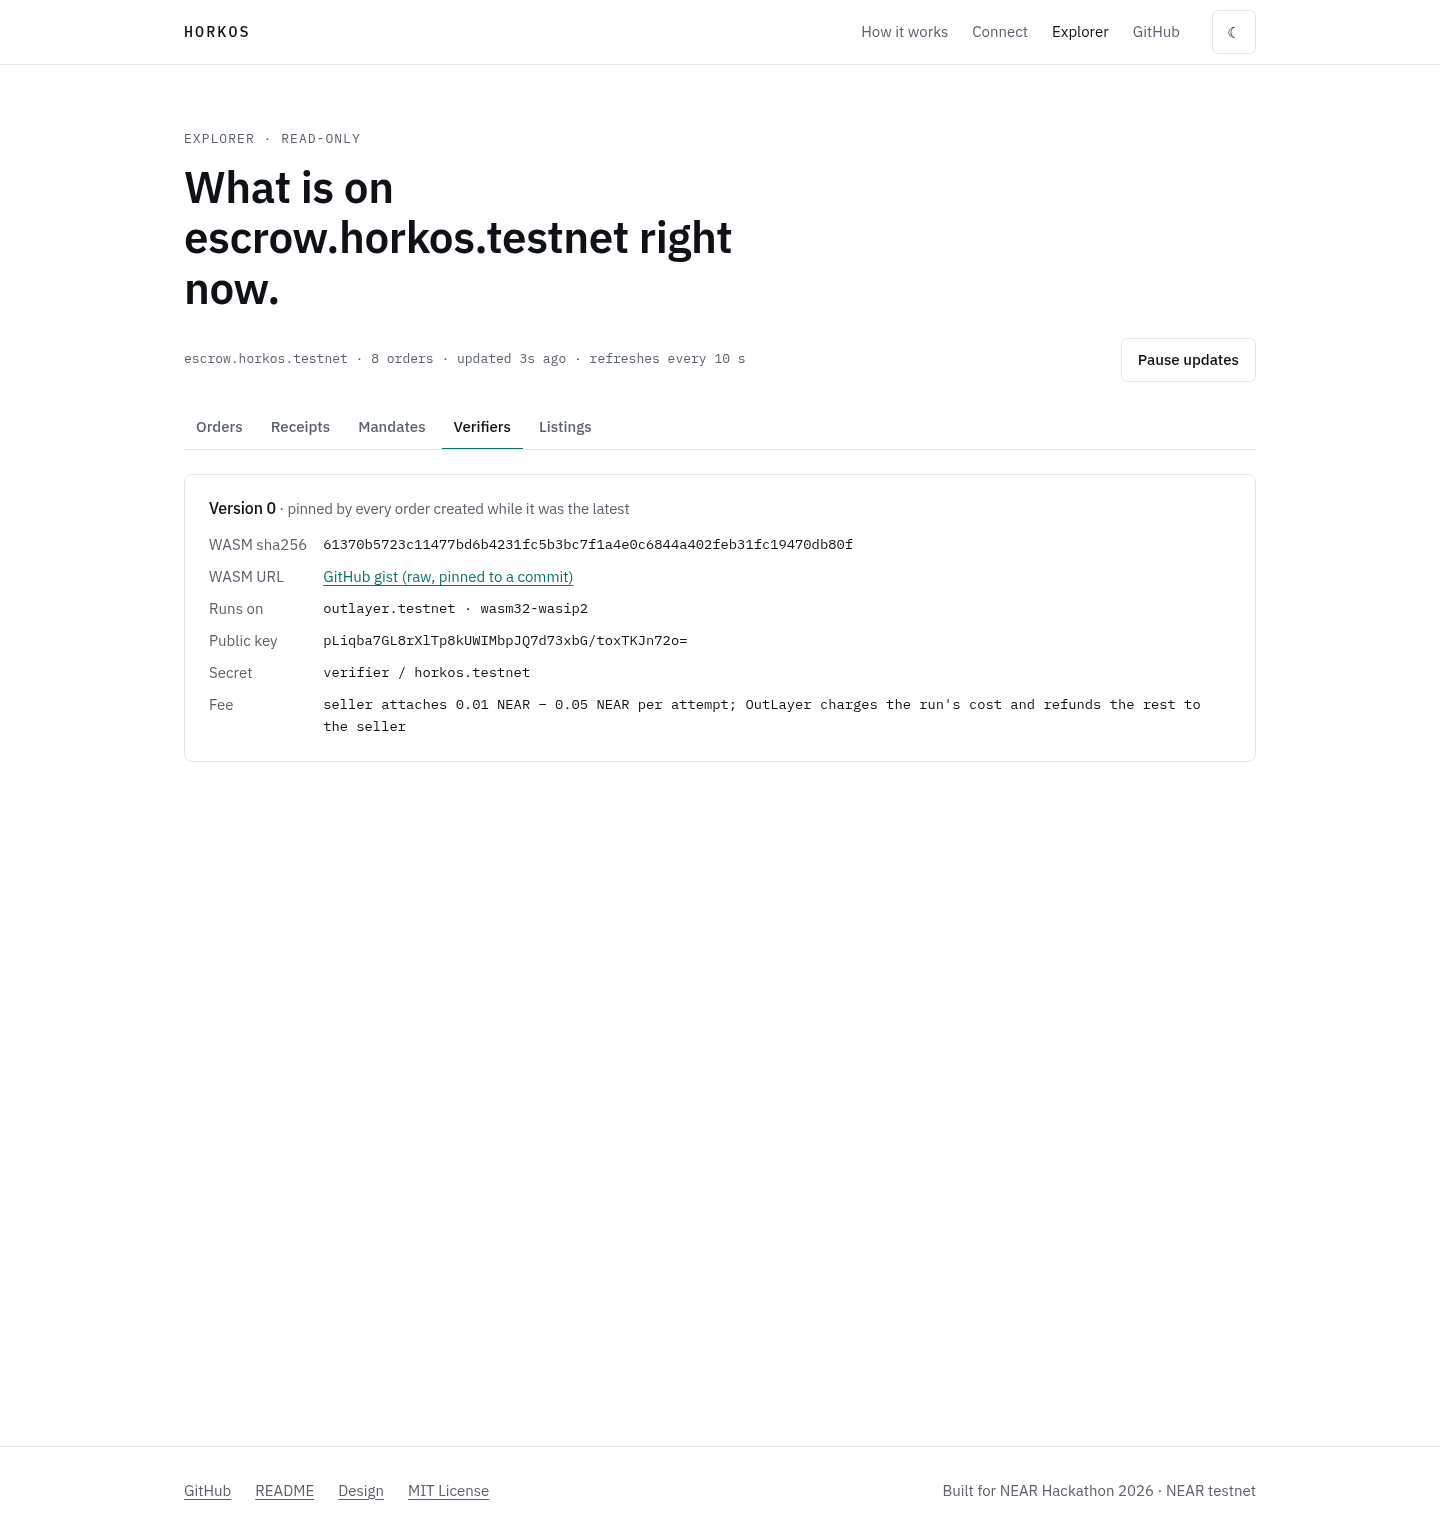 HORKOS
How it works Connect Explorer GitHub ☾
EXPLORER · READ-ONLY
What is on
escrow.horkos.testnet right
now.
escrow.horkos.testnet · 8 orders · updated 3s ago · refreshes every 10 s
Pause updates
Orders Receipts Mandates Verifiers Listings
Version 0 · pinned by every order created while it was the latest
WASM sha256 61370b5723c11477bd6b4231fc5b3bc7f1a4e0c6844a402feb31fc19470db80f
WASM URL GitHub gist (raw, pinned to a commit)
Runs on outlayer.testnet · wasm32-wasip2
Public key pLiqba7GL8rXlTp8kUWIMbpJQ7d73xbG/toxTKJn72o=
Secret verifier / horkos.testnet
Fee seller attaches 0.01 NEAR – 0.05 NEAR per attempt; OutLayer charges the run's cost and refunds the rest to
the seller
GitHub README Design MIT License
Built for NEAR Hackathon 2026 · NEAR testnet